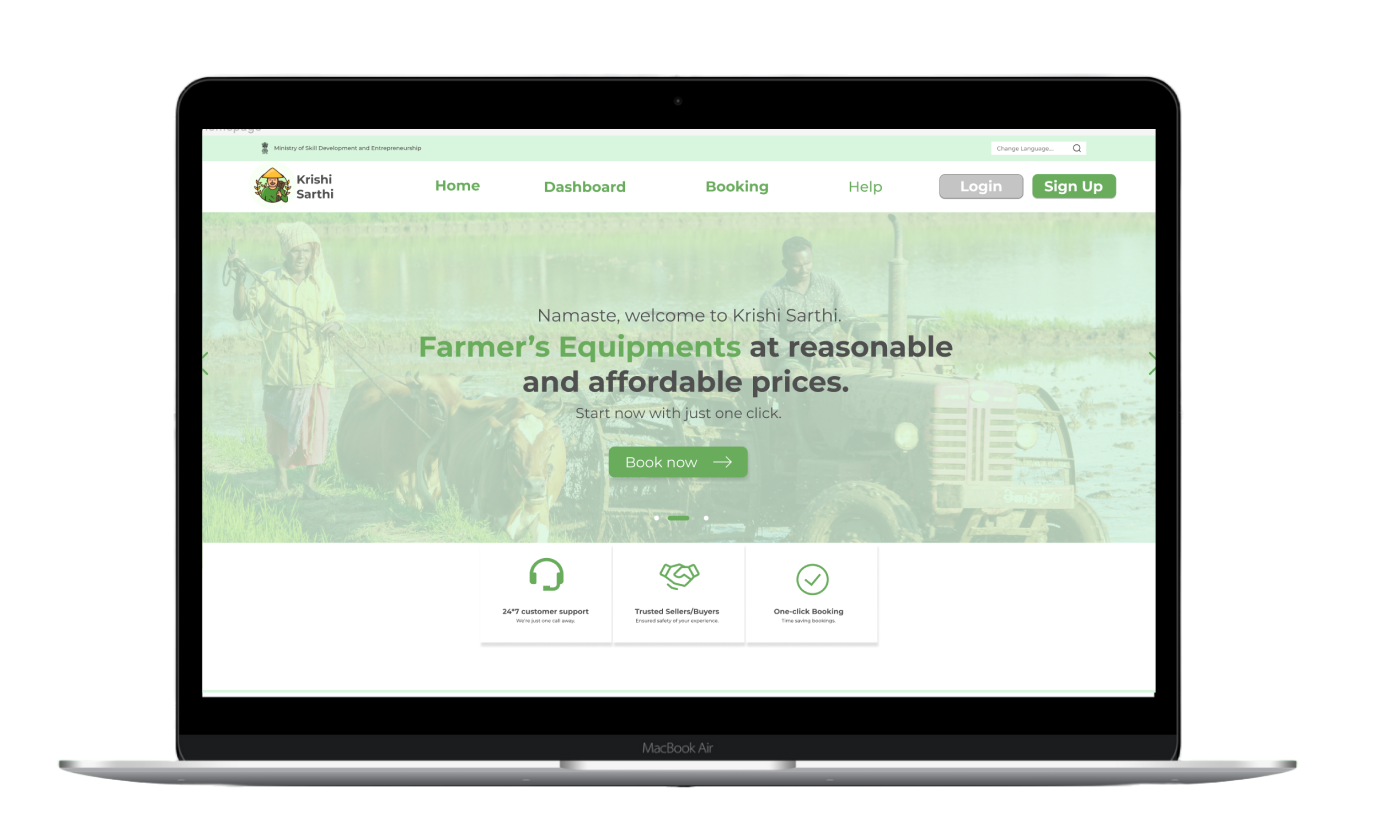 Ministry of Skill Development and Entrepreneurship
Change Language...
Krishi
Sarthi
Home
Dashboard
Booking
Help
Login
Sign Up
Namaste, welcome to Krishi Sarthi.
Farmer's Equipments at reasonable
and affordable prices.
Start now with just one click.
Book now
24*7 customer support
We're just one call away.
Trusted Sellers/Buyers
Ensured safety of your experience.
One-click Booking
Time saving bookings.
MacBook Air